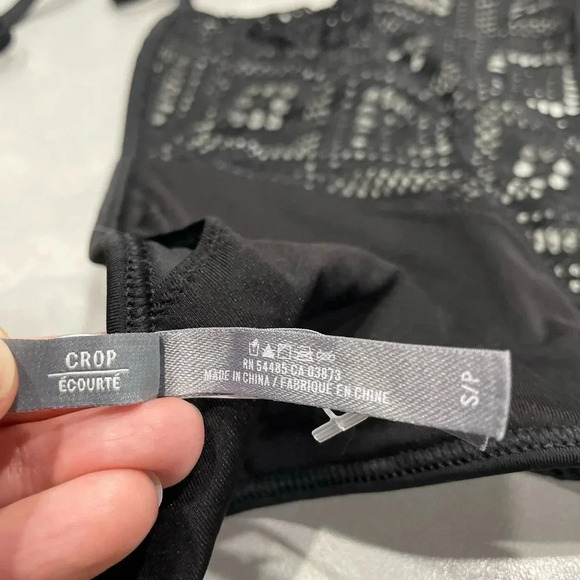 CROP
ÉCOURTÉ
RN 54485 CA 03873
MADE IN CHINA / FABRIQUÉ EN CHINE
S/P